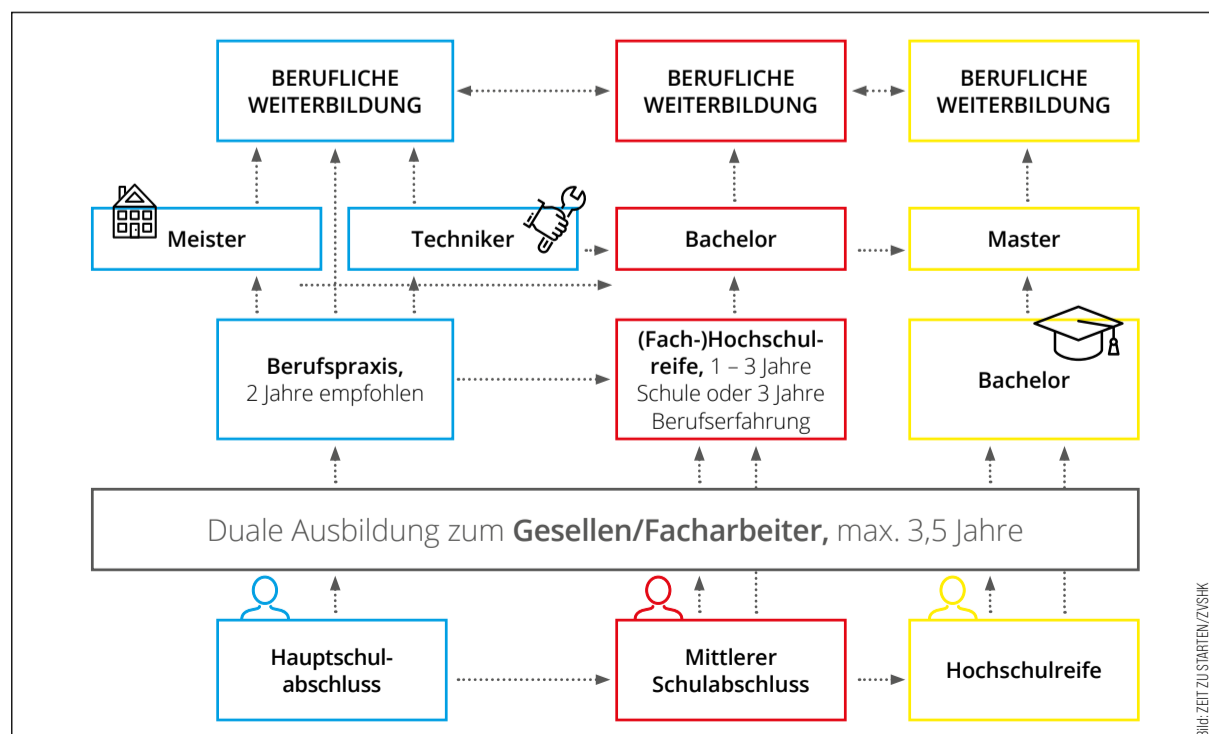 BERUFLICHE
WEITERBILDUNG
BERUFLICHE
WEITERBILDUNG
BERUFLICHE
WEITERBILDUNG
Meister
Techniker
Bachelor
Master
Berufspraxis,
2 Jahre empfohlen
(Fach-)Hochschul-
reife, 1 – 3 Jahre
Schule oder 3 Jahre
Berufserfahrung
Bachelor
Duale Ausbildung zum Gesellen/Facharbeiter, max. 3,5 Jahre
Hauptschul-
abschluss
Mittlerer
Schulabschluss
Hochschulreife
Bild: ZEIT ZU STARTEN/ZVSHK